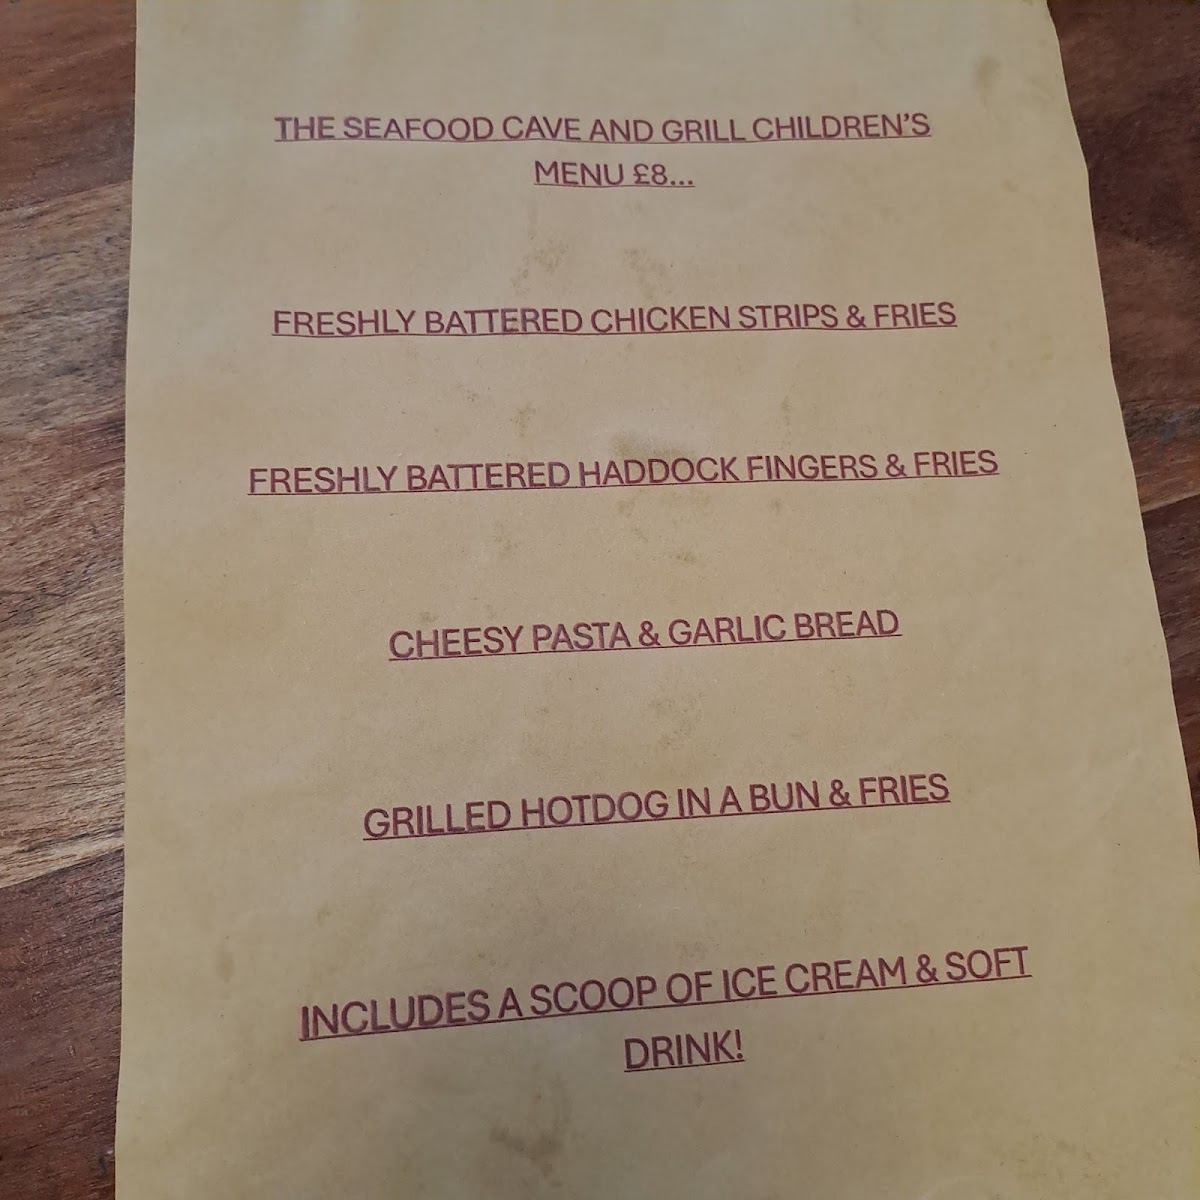 THE SEAFOOD CAVE AND GRILL CHILDREN'S
MENU £8...
FRESHLY BATTERED CHICKEN STRIPS & FRIES
FRESHLY BATTERED HADDOCK FINGERS & FRIES
CHEESY PASTA & GARLIC BREAD
GRILLED HOTDOG IN A BUN & FRIES
INCLUDES A SCOOP OF ICE CREAM & SOFT
DRINK!